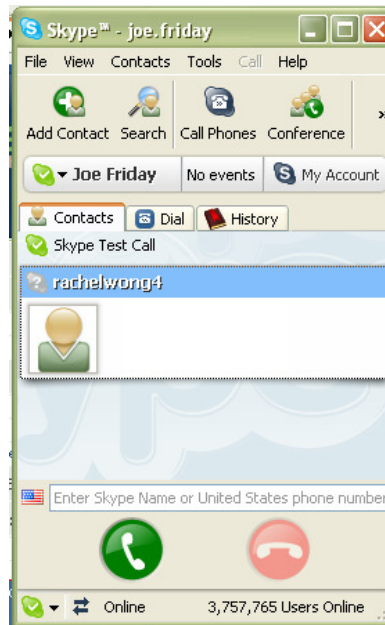 Skype™ - joe.friday
File View Contacts Tools Call Help
Add Contact Search Call Phones Conference »
Joe Friday No events My Account
Contacts Dial History
Skype Test Call
rachelwong4
Enter Skype Name or United States phone number
Online 3,757,765 Users Online